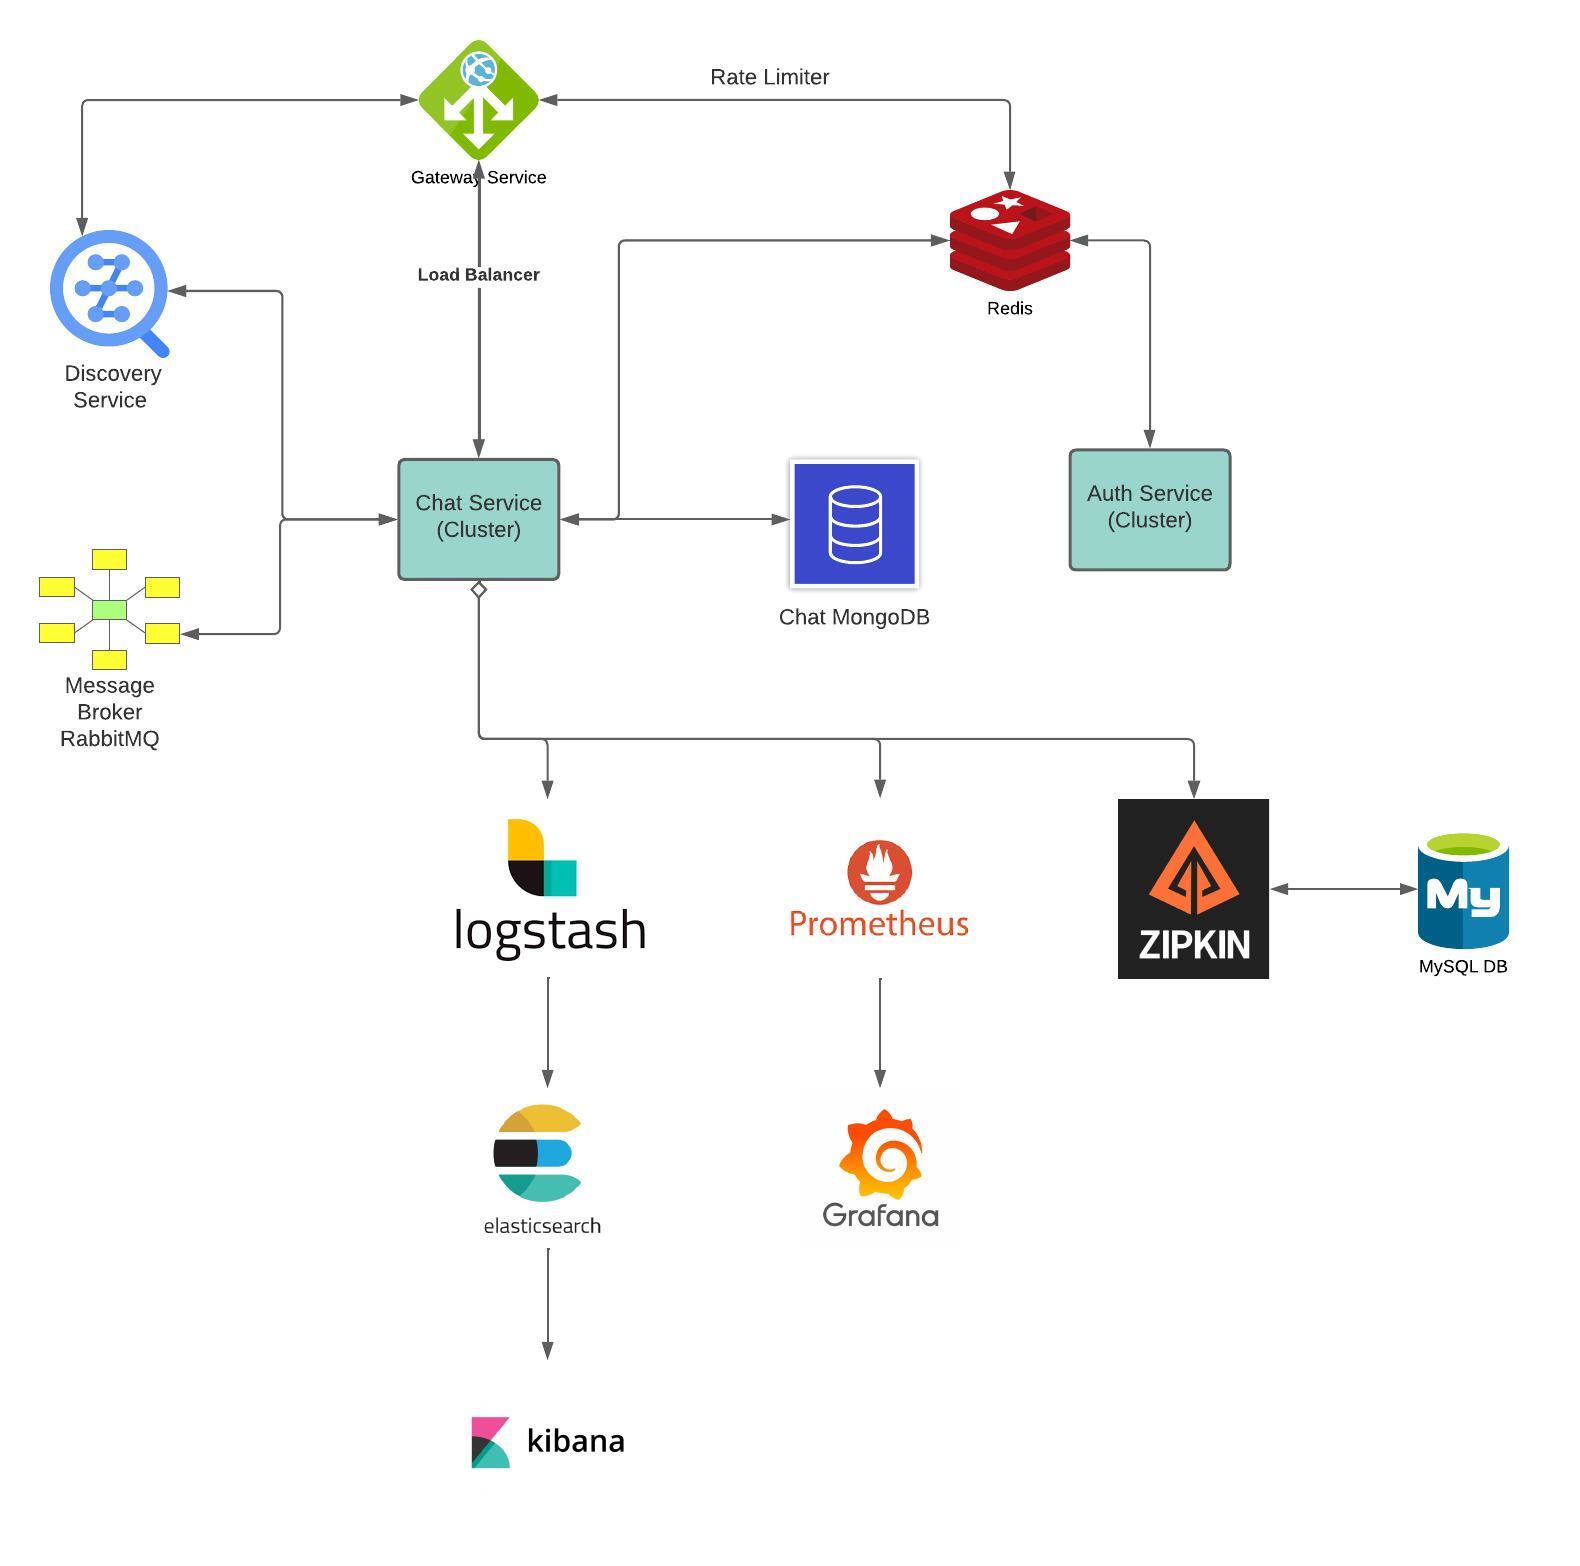 Rate Limiter
Gateway Service
Load Balancer
Redis
Discovery
Service
Chat Service
(Cluster)
Auth Service
(Cluster)
Chat MongoDB
Message
Broker
RabbitMQ
logstash
Prometheus
ZIPKIN
My
MySQL DB
elasticsearch
Grafana
kibana